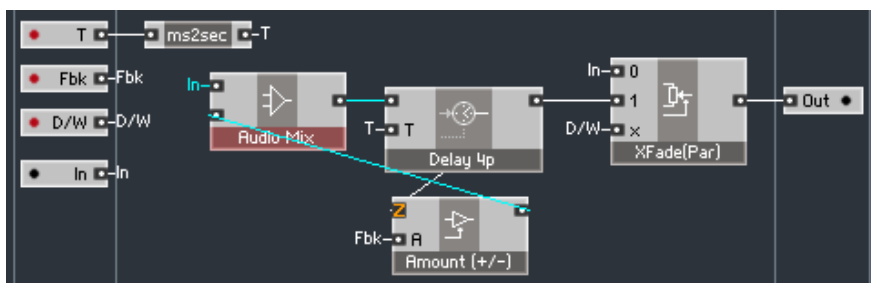 T ms2sec T
Fbk Fbk
D/W D/W
In In
In
Audio Mix
T T
Delay 4p
Z
Fbk A
Amount (+/-)
In 0
1
D/W x
XFade(Par)
Out